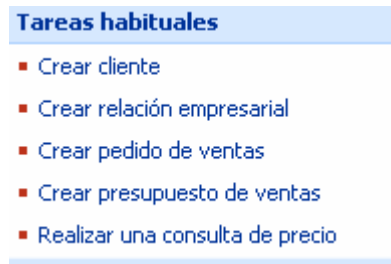 Tareas habituales
Crear cliente
Crear relación empresarial
Crear pedido de ventas
Crear presupuesto de ventas
Realizar una consulta de precio